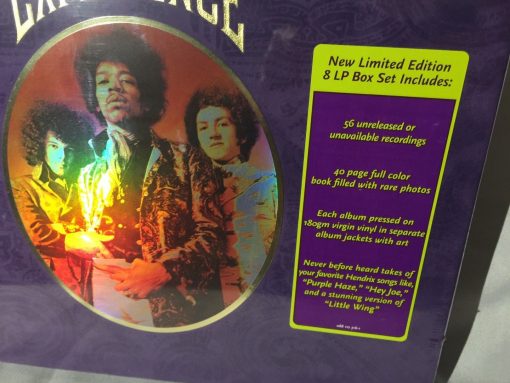 New Limited Edition
8 LP Box Set Includes:
56 unreleased or
unavailable recordings
40 page full color
book filled with rare photos
Each album pressed on
180gm virgin vinyl in separate
album jackets with art
Never before heard takes of
your favorite Hendrix songs like,
"Purple Haze," "Hey Joe,"
and a stunning version of
"Little Wing"